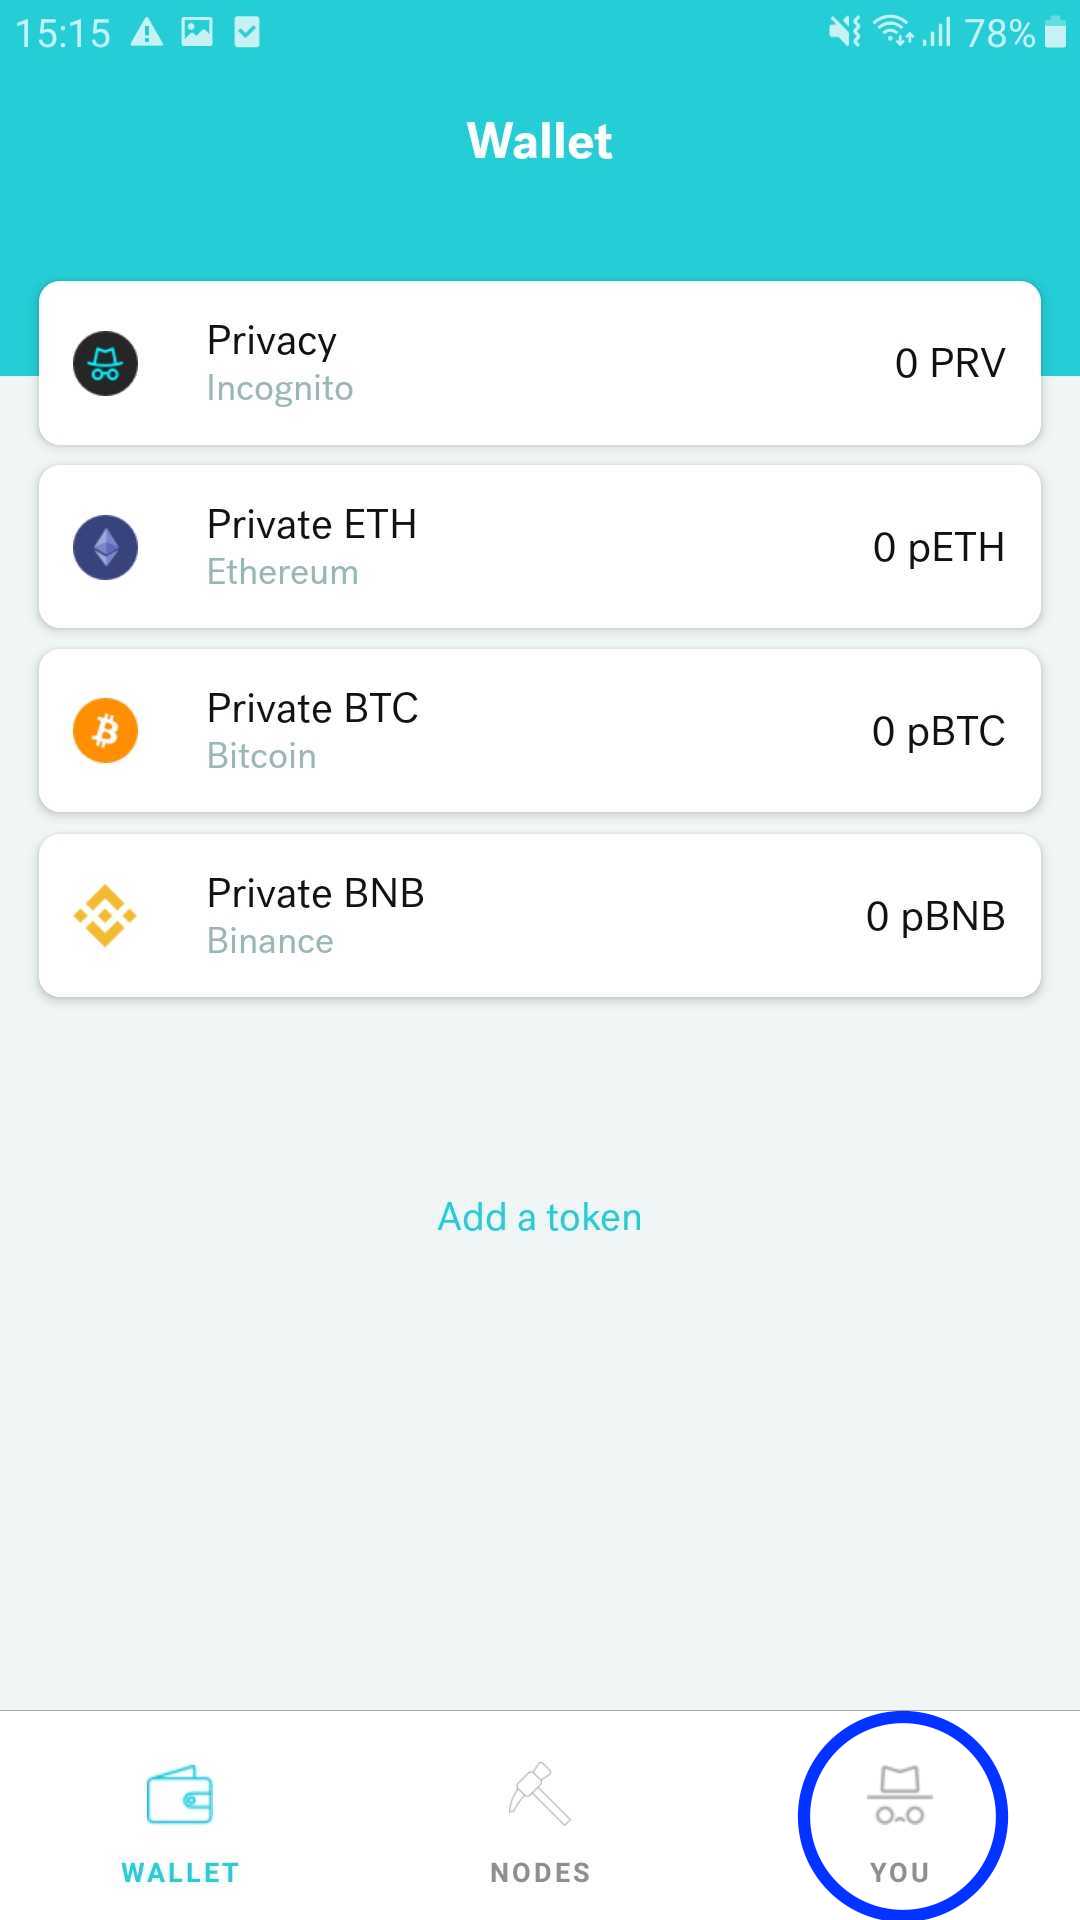 15:15 78%
Wallet
Privacy
Incognito
0 PRV
Private ETH
Ethereum
0 pETH
Private BTC
Bitcoin
0 pBTC
Private BNB
Binance
0 pBNB
Add a token
WALLET NODES YOU